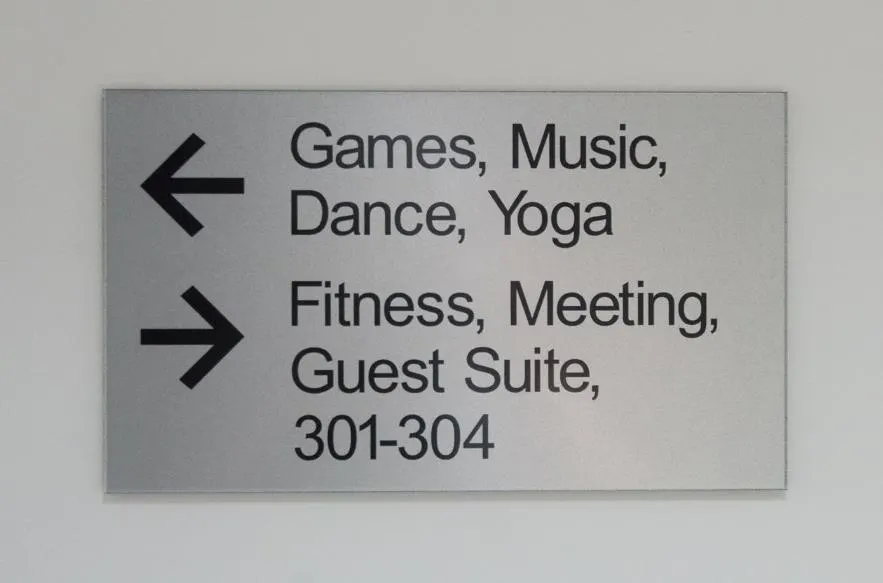 Games, Music,
Dance, Yoga
Fitness, Meeting,
Guest Suite,
301-304